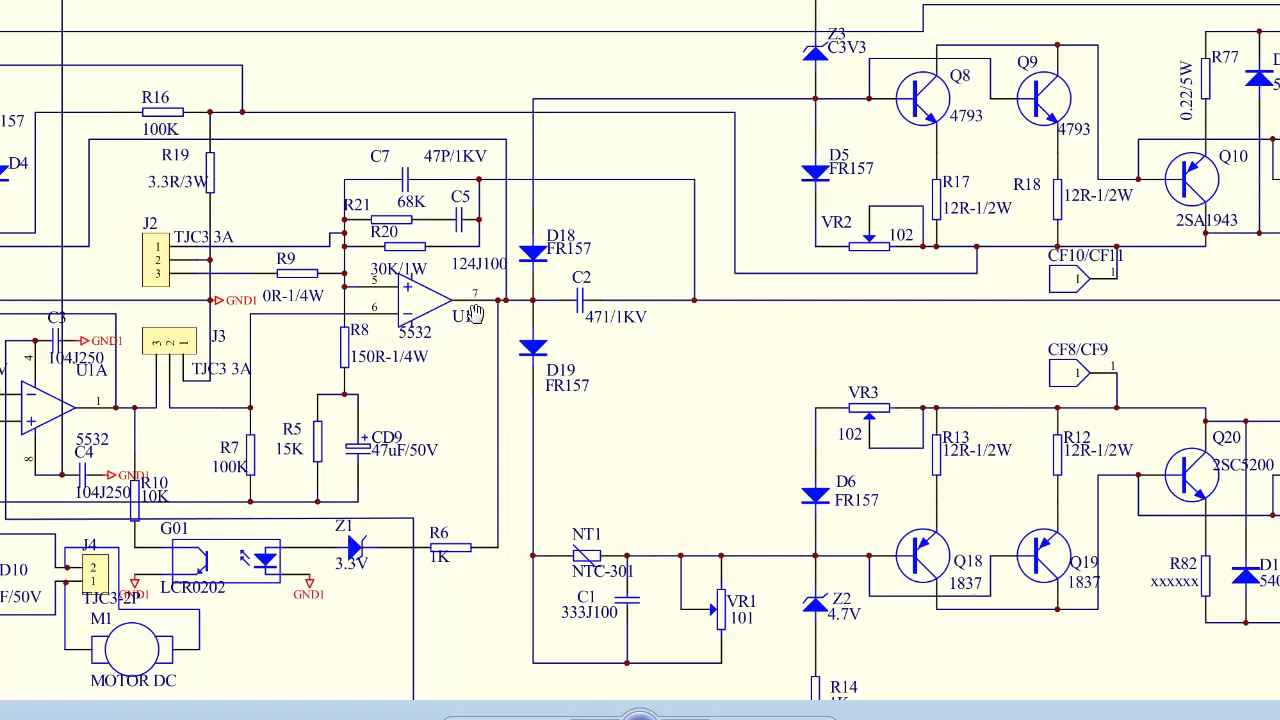 Z3
C3V3
R16
100K
157
D4
R19
3.3R/3W
C7
47P/1KV
68K
C5
R21
R20
30K/1W
124J100
J2
TJC3 3A
1
2
3
R9
0R-1/4W
GND1
5
6
7
5532
D18
FR157
C2
471/1KV
Q8
4793
Q9
4793
R77
0.22/5W
Q10
2SA1943
D5
FR157
R17
12R-1/2W
R18
12R-1/2W
VR2
102
CF10/CF11
1
1
C3
GND1
104J250
U1A
4
J3
3
2
1
TJC3 3A
R8
150R-1/4W
D19
FR157
CF8/CF9
1
1
VR3
102
1
5532
C4
8
GND1
104J250
R7
100K
R5
15K
CD9
+
47uF/50V
R13
12R-1/2W
R12
12R-1/2W
Q20
2SC5200
R10
10K
D6
FR157
G01
LCR0202
Z1
3.3V
R6
1K
GND1
GND1
J4
2
1
TJC3-2P
D10
F/50V
M1
MOTOR DC
NT1
NTC-301
C1
333J100
VR1
101
Z2
4.7V
Q18
1837
Q19
1837
R82
xxxxxx
R14